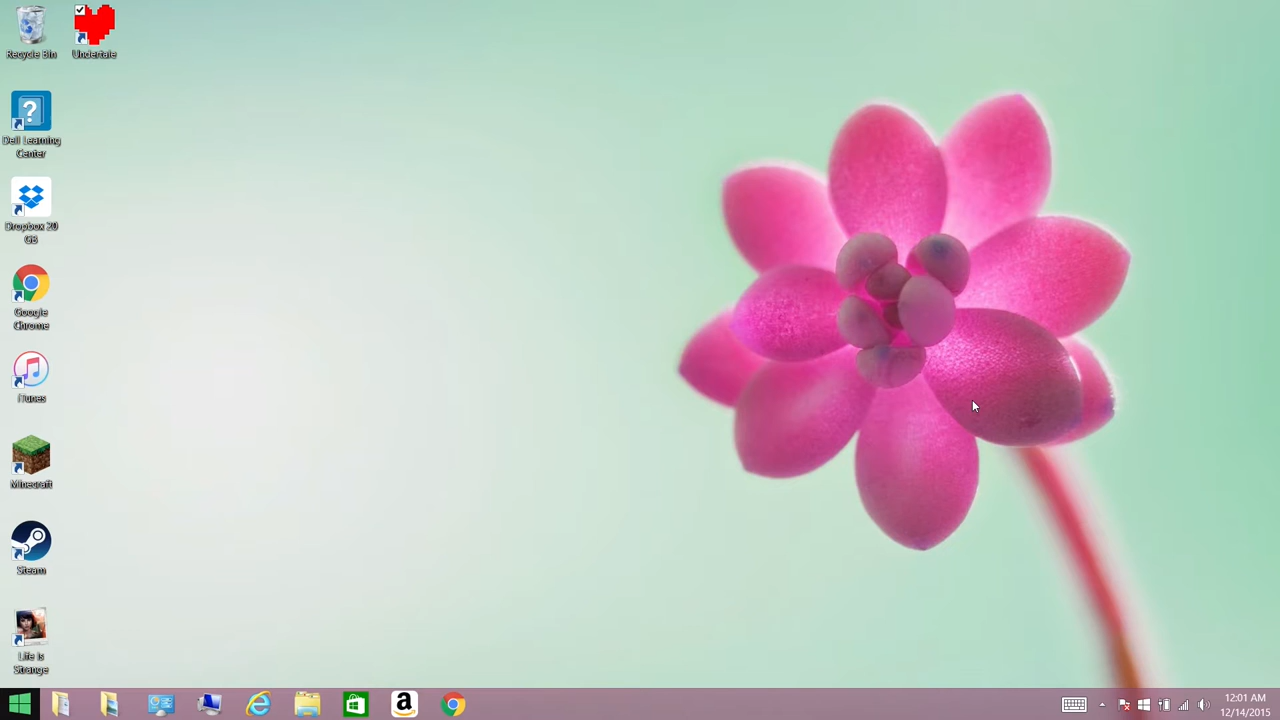 Recycle Bin
Undertale
Dell Learning
Center
Dropbox 20
GB
Google
Chrome
iTunes
Minecraft
Steam
Life is
Strange
12:01 AM
12/14/2015